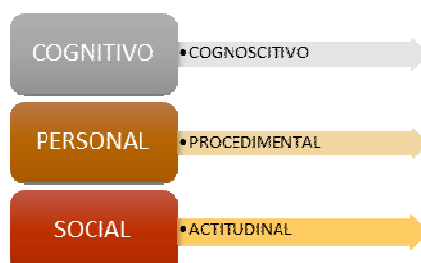 COGNITIVO
•COGNOSCITIVO
PERSONAL
•PROCEDIMENTAL
SOCIAL
•ACTITUDINAL